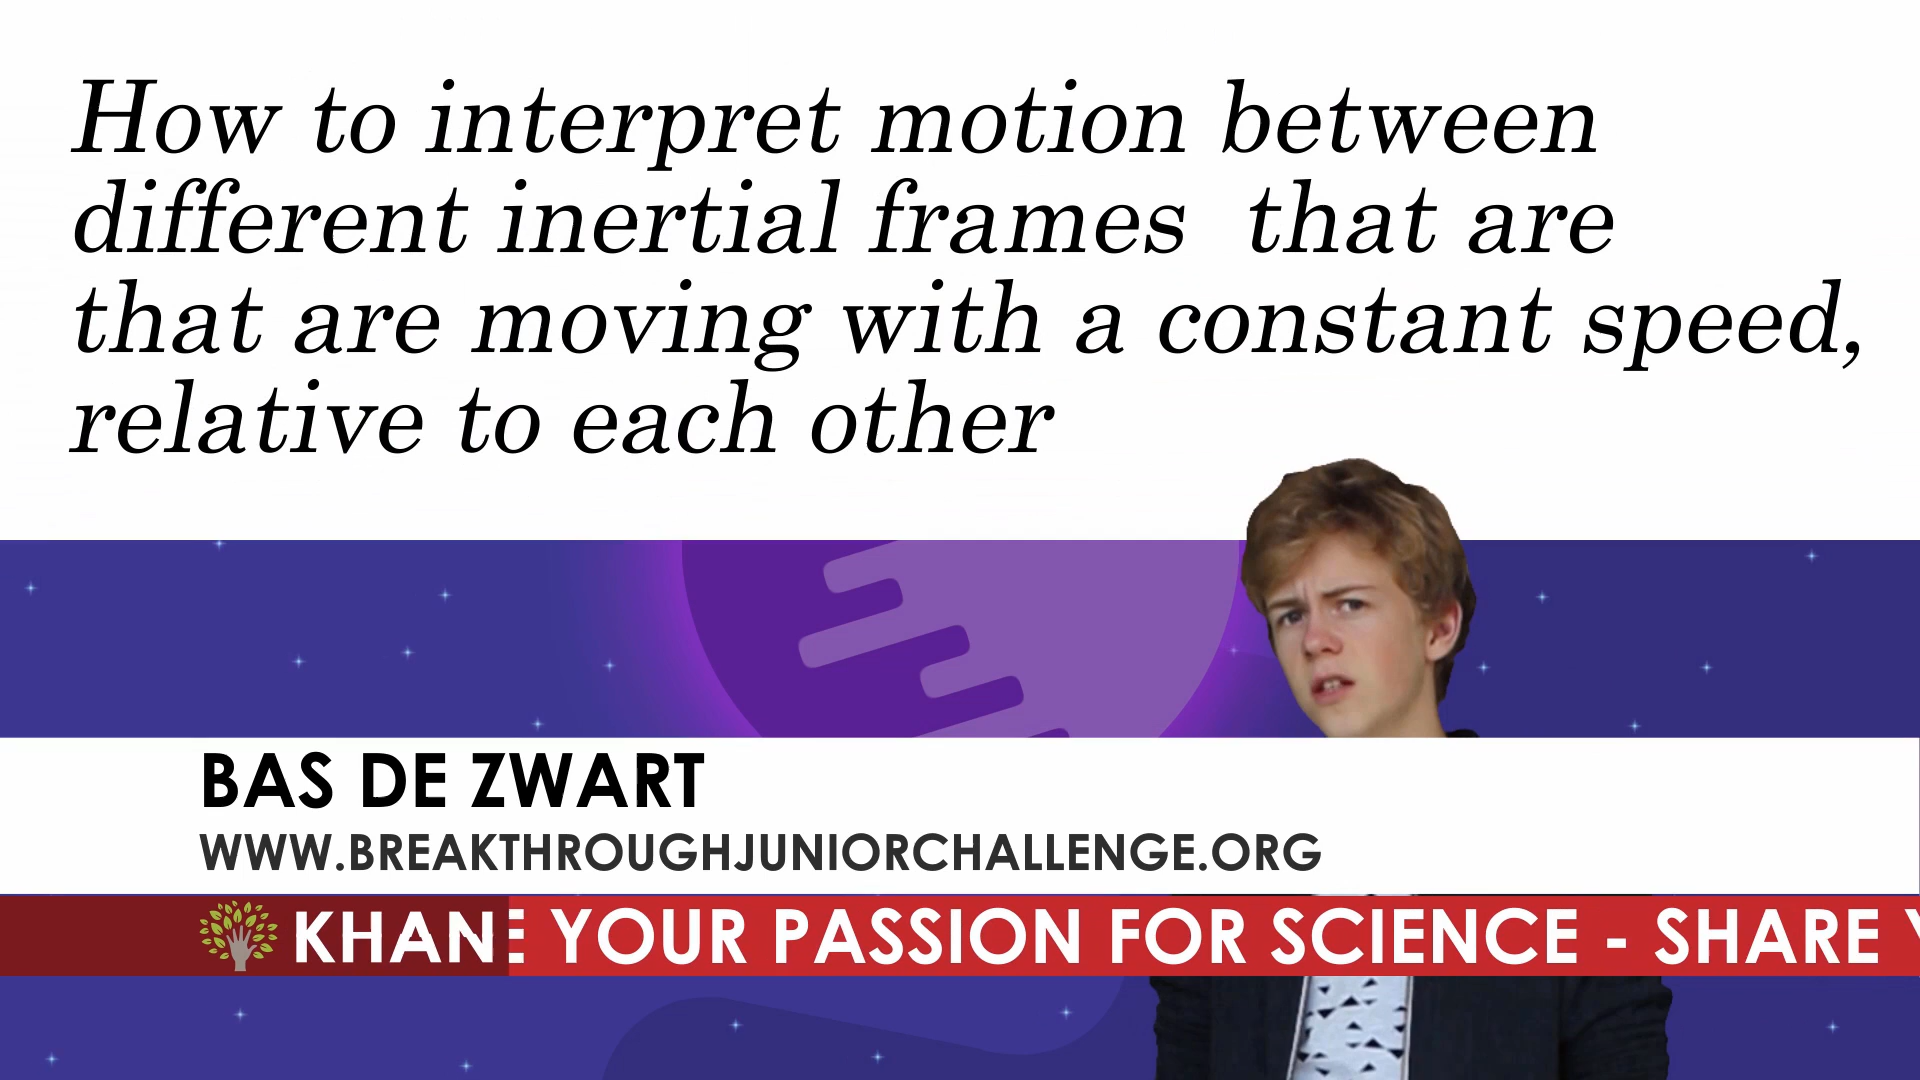 How to interpret motion between
different inertial frames  that are
that are moving with a constant speed,
relative to each other
BAS DE ZWART
WWW.BREAKTHROUGHJUNIORCHALLENGE.ORG
KHAN
E YOUR PASSION FOR SCIENCE - SHARE Y